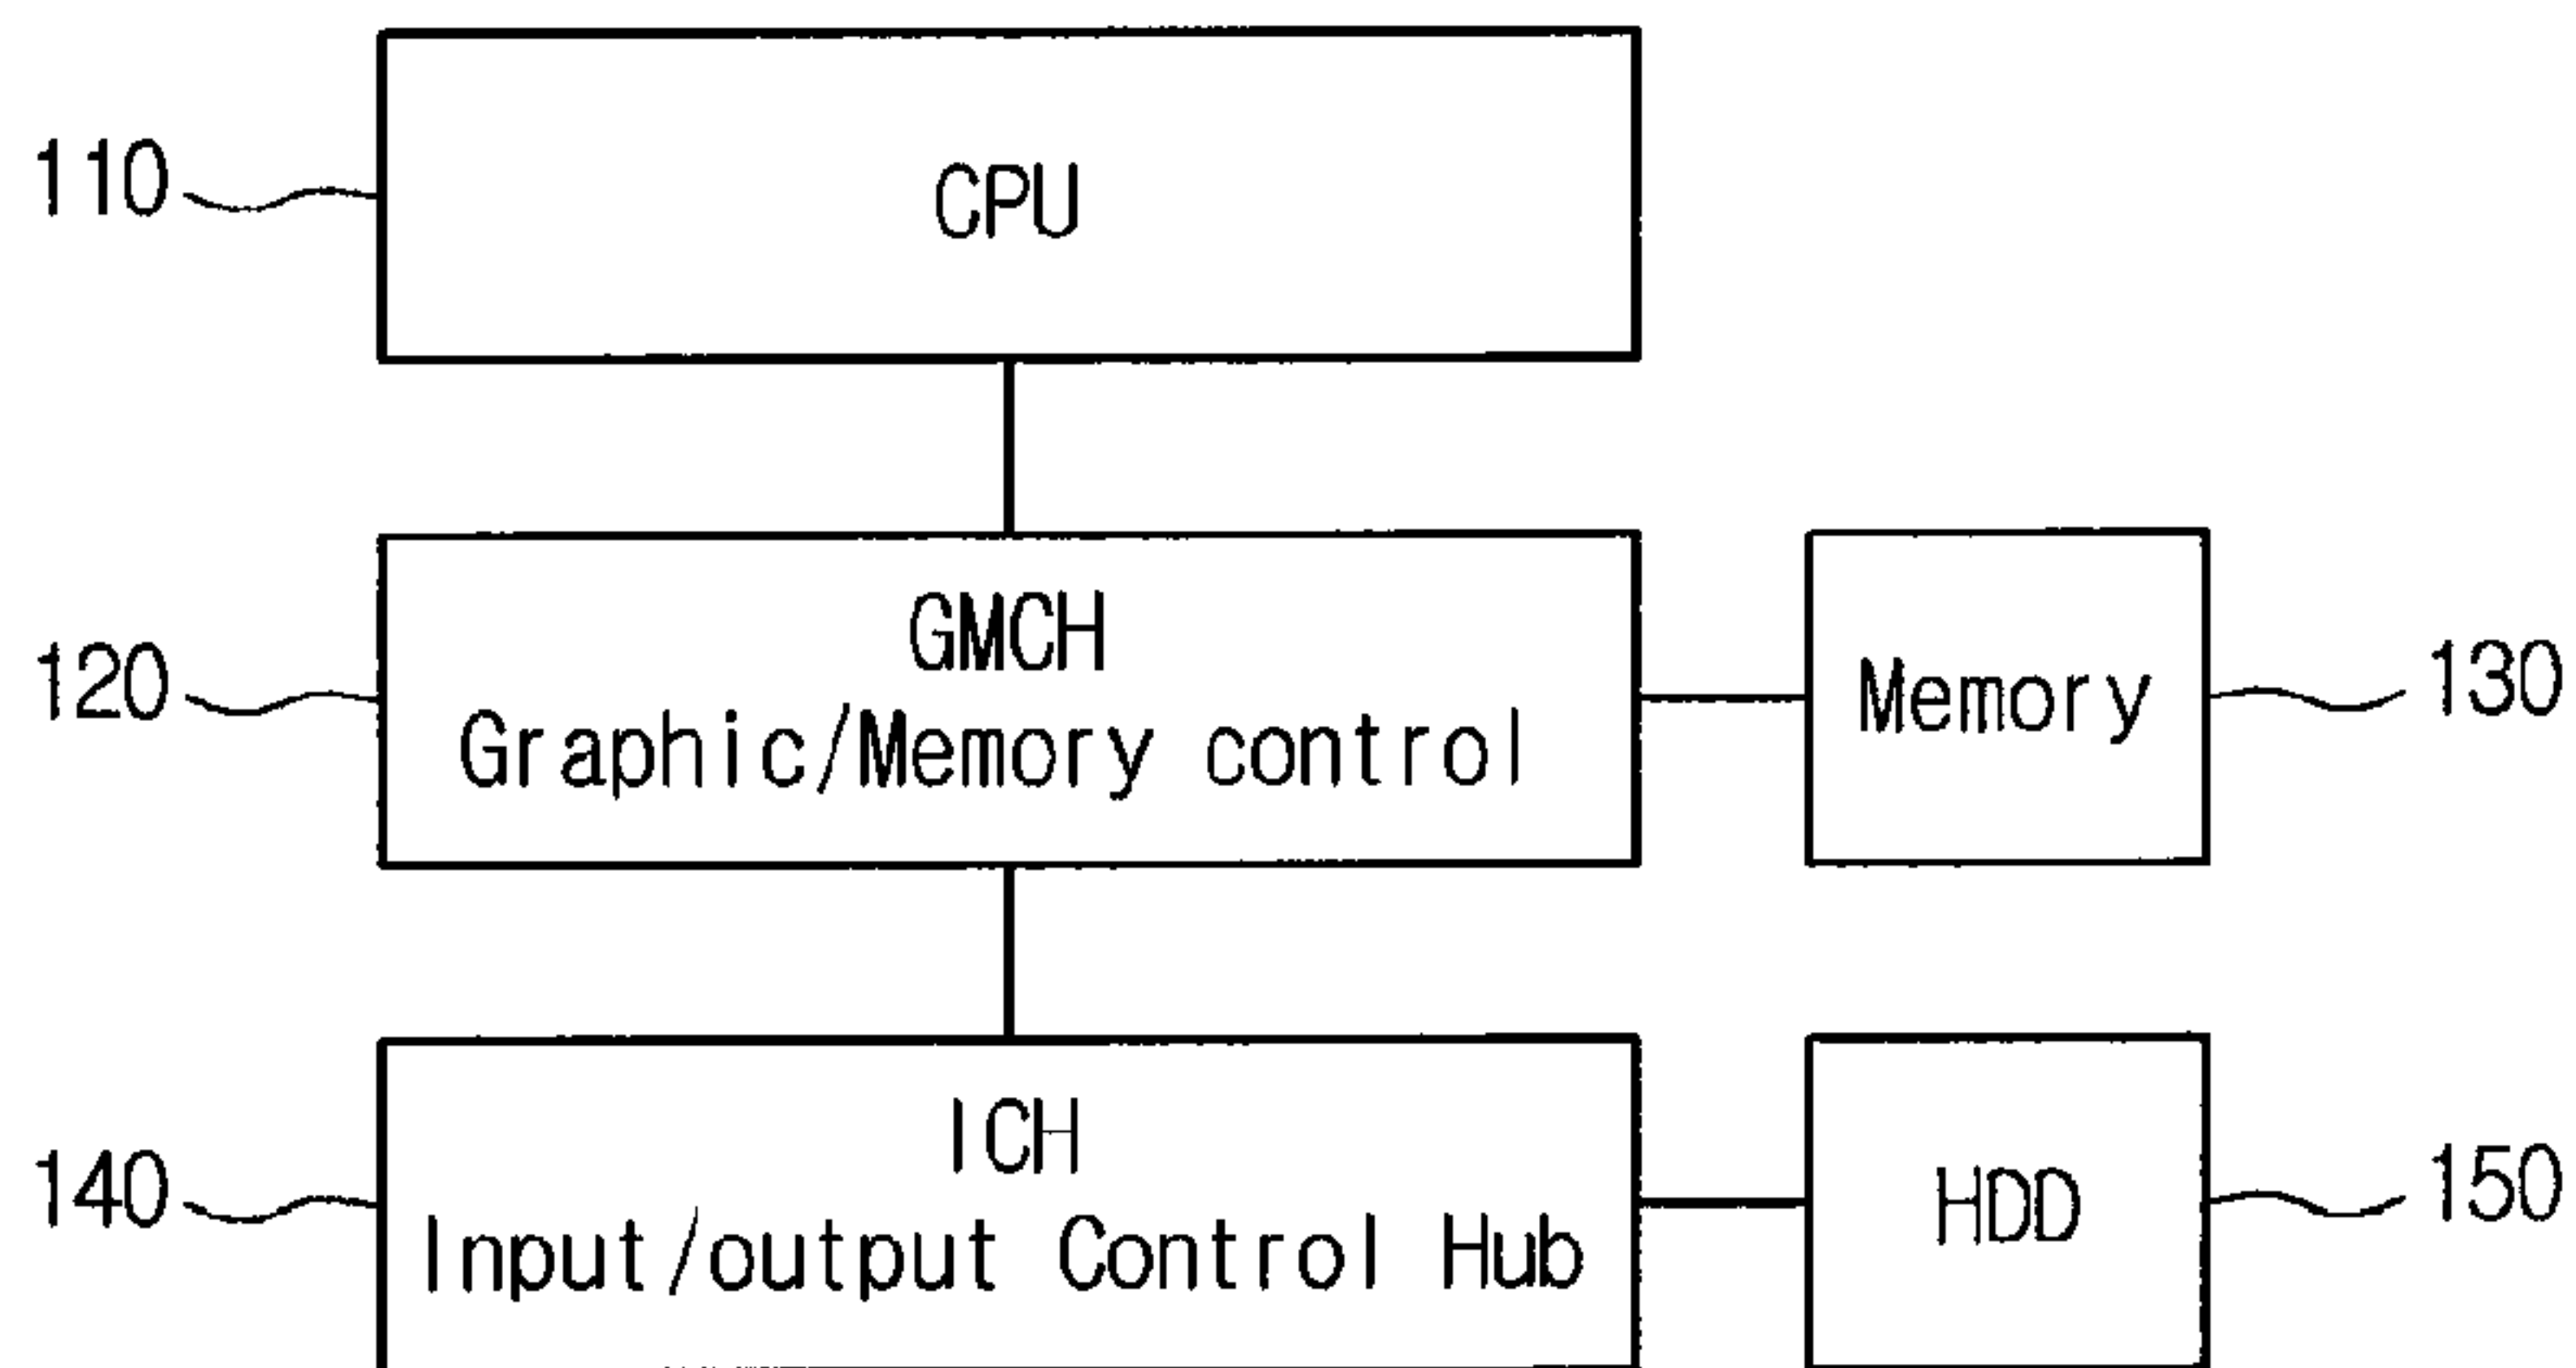 110
CPU
120
GMCH
Graphic/Memory control
Memory
130
140
ICH
Input/output Control Hub
HDD
150